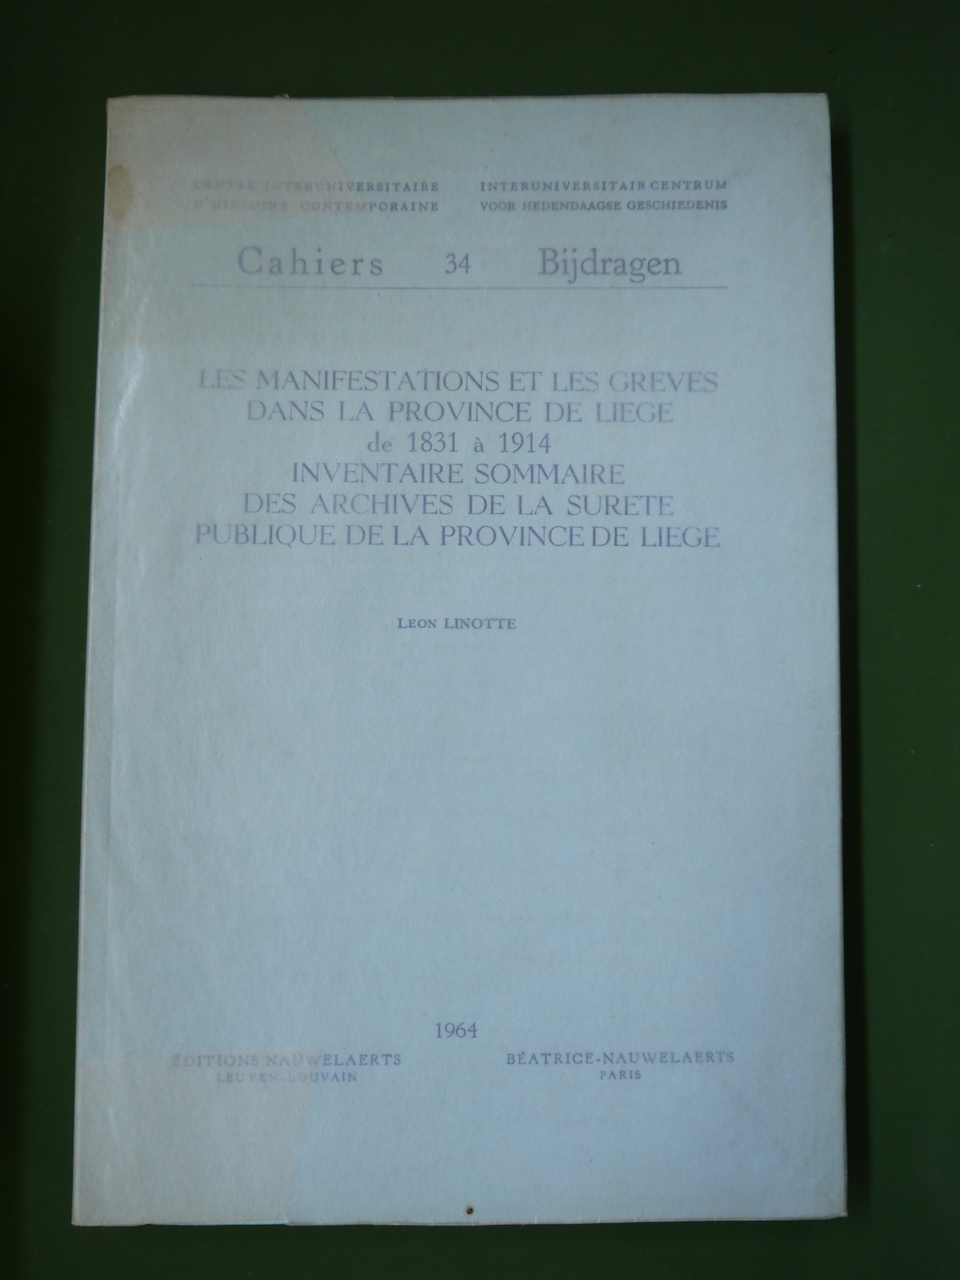 CENTRE INTERUNIVERSITAIRE
D'HISTOIRE CONTEMPORAINE
INTERUNIVERSITAIR CENTRUM
VOOR HEDENDAAGSE GESCHIEDENIS
Cahiers 34 Bijdragen
LES MANIFESTATIONS ET LES GREVES
DANS LA PROVINCE DE LIEGE
de 1831 à 1914
INVENTAIRE SOMMAIRE
DES ARCHIVES DE LA SURETE
PUBLIQUE DE LA PROVINCE DE LIEGE
LEON LINOTTE
1964
ÉDITIONS NAUWELAERTS
LEUVEN-LOUVAIN
BÉATRICE-NAUWELAERTS
PARIS